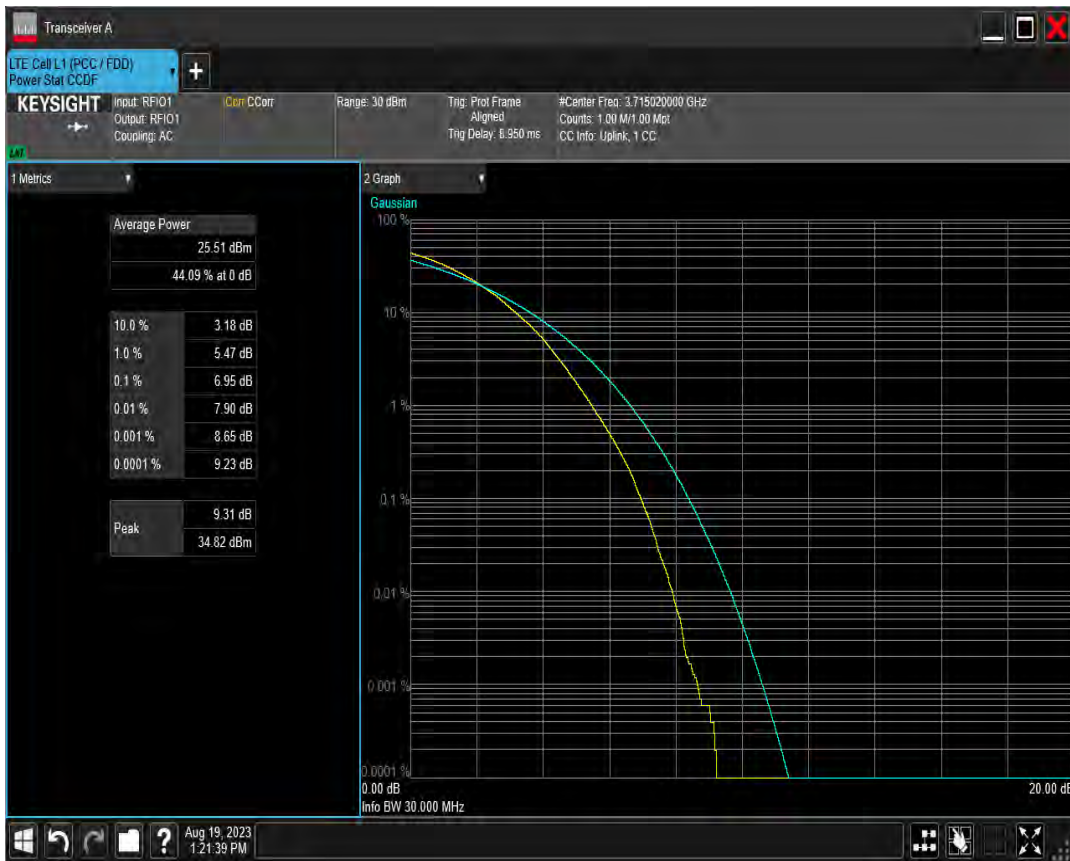 Transceiver A
LTE Cell L1 (PCC / FDD)
Power Stat CCDF
+
KEYSIGHT
Input: RFIO1
Output: RFIO1
Coupling: AC
Corr CCorr
Range: 30 dBm
Trig: Prot Frame
Aligned
Trig Delay: 8.950 ms
#Center Freq: 3.715020000 GHz
Counts: 1.00 M/1.00 Mpt
CC Info: Uplink, 1 CC
LXI
1 Metrics
Average Power
25.51 dBm
44.09 % at 0 dB
10.0 % 3.18 dB
1.0 % 5.47 dB
0.1 % 6.95 dB
0.01 % 7.90 dB
0.001 % 8.65 dB
0.0001 % 9.23 dB
Peak
9.31 dB
34.82 dBm
2 Graph
Gaussian
100 %
10 %
1 %
0.1 %
0.01 %
0.001 %
0.0001 %
0.00 dB
20.00 dB
Info BW 30.000 MHz
?
Aug 19, 2023
1:21:39 PM